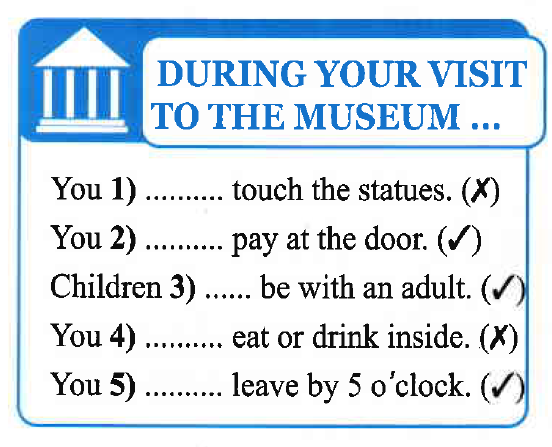 DURING YOUR VISIT
TO THE MUSEUM ...
You 1) .......... touch the statues. (✗)
You 2) .......... pay at the door. (✓)
Children 3) ...... be with an adult. (✓)
You 4) .......... eat or drink inside. (✗)
You 5) .......... leave by 5 o'clock. (✓)